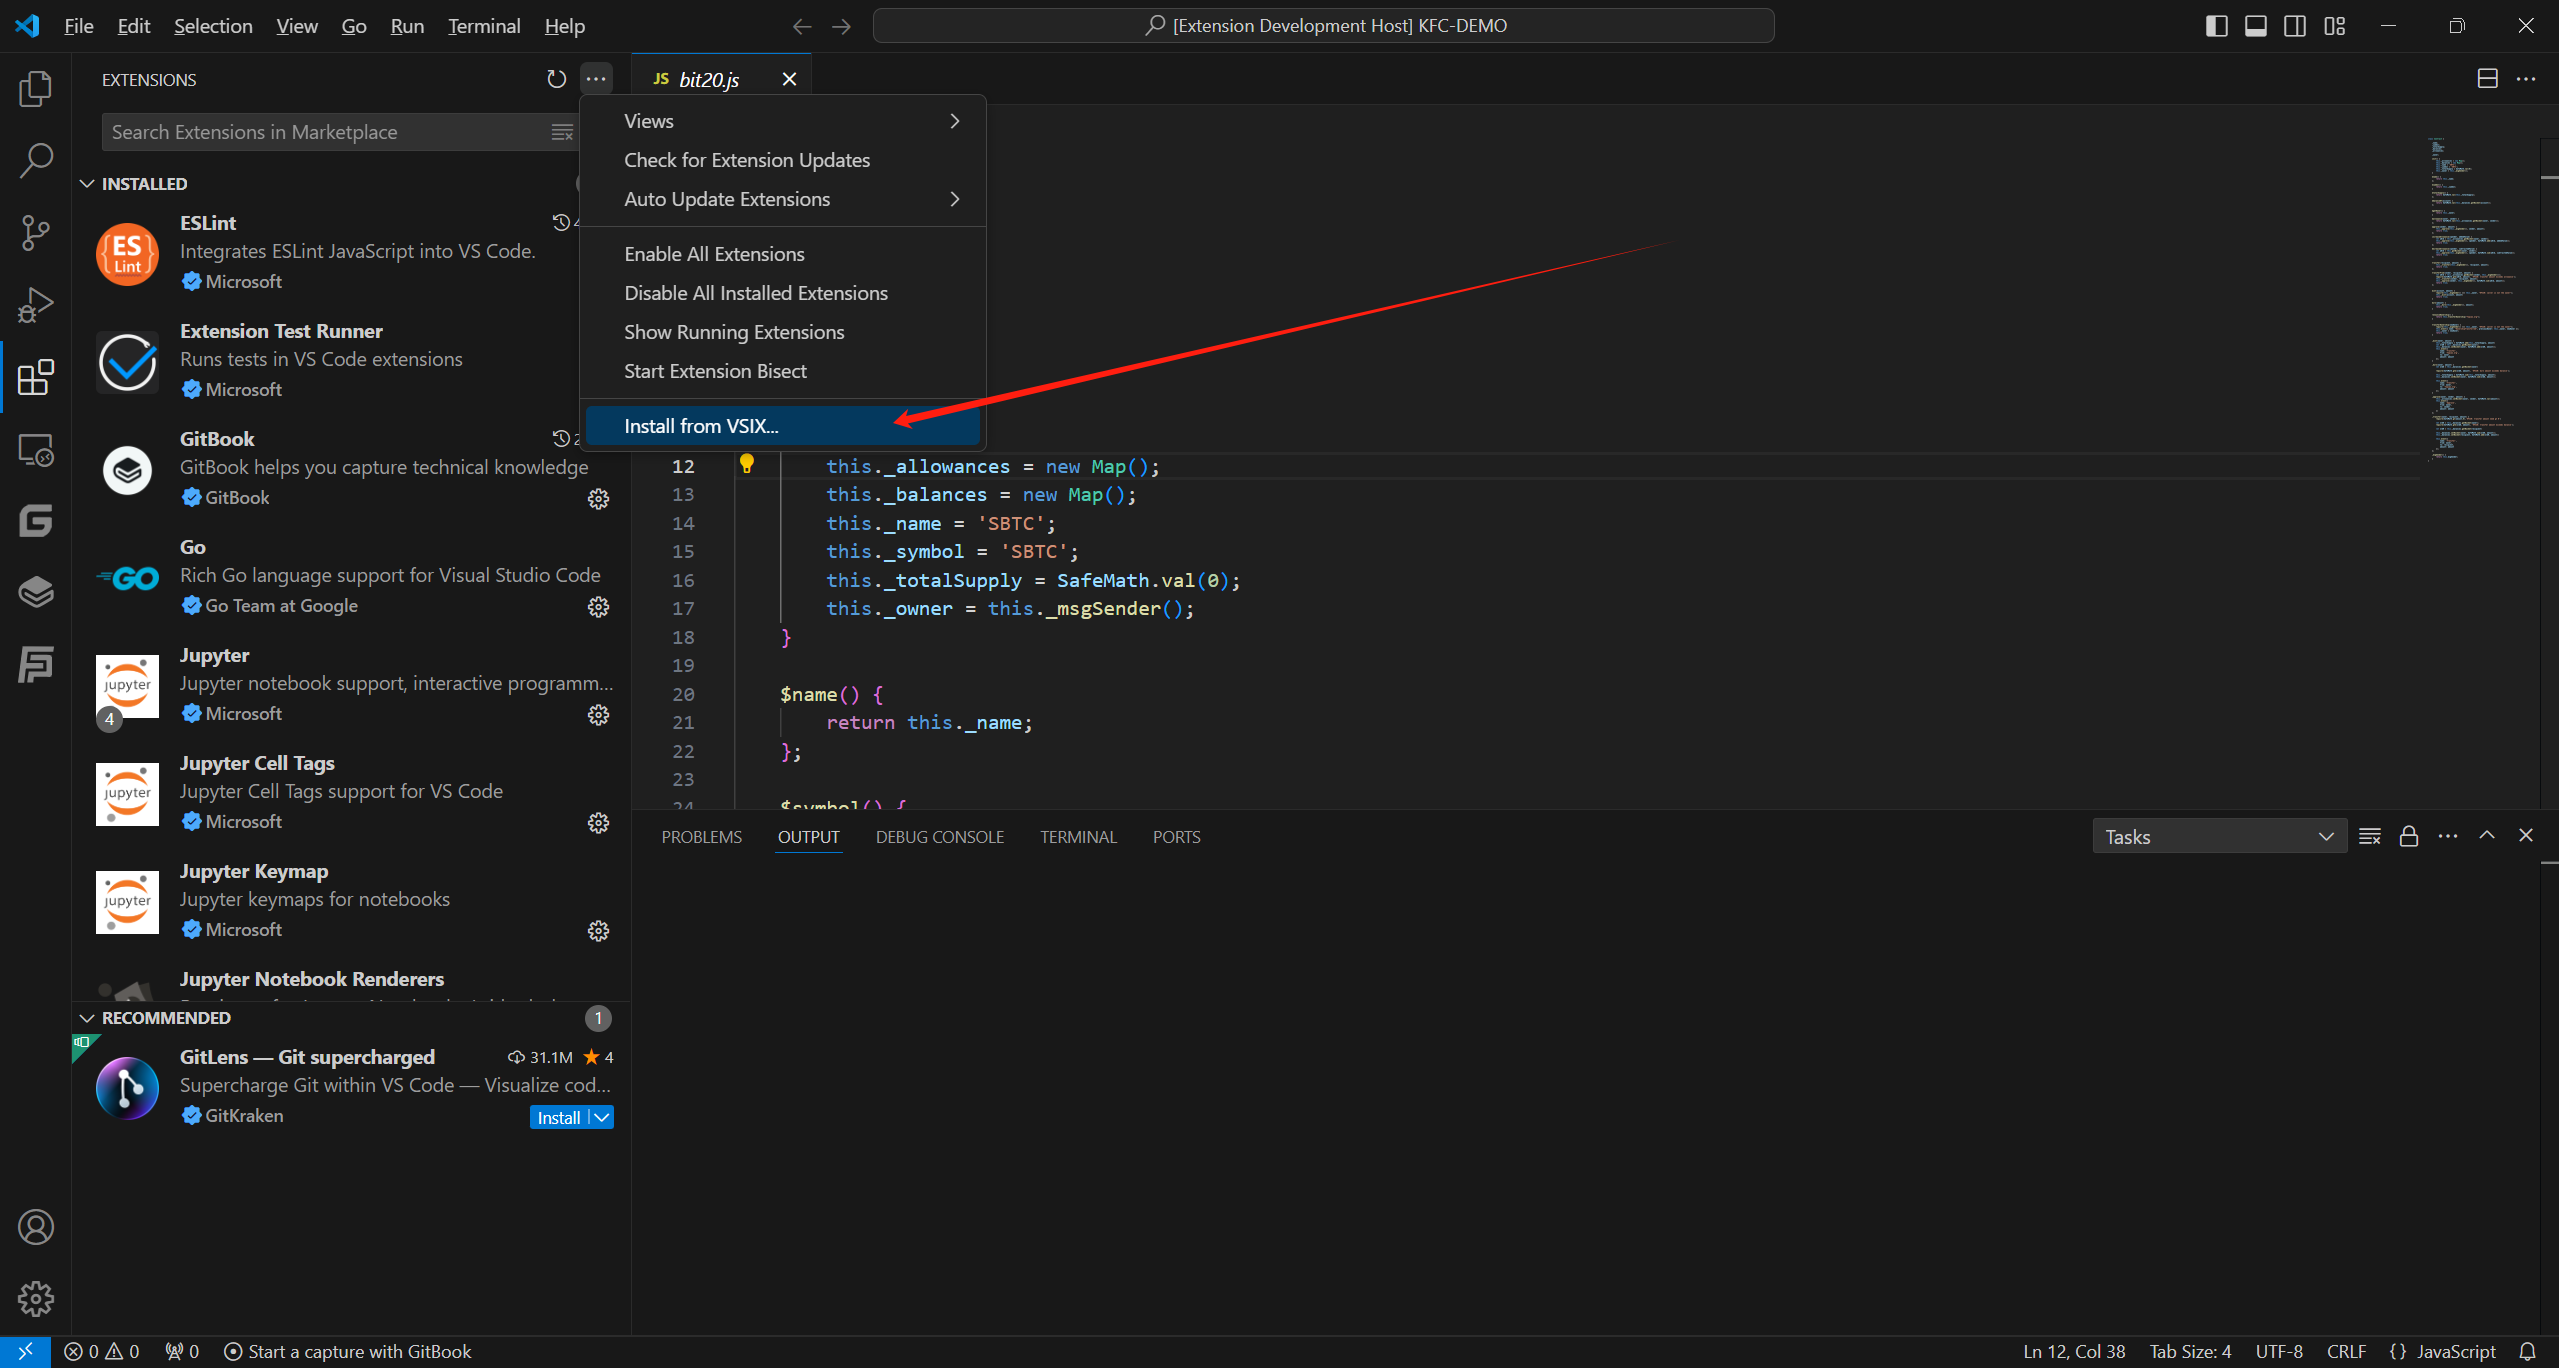 File Edit Selection View Go Run Terminal Help
[Extension Development Host] KFC-DEMO
EXTENSIONS
Search Extensions in Marketplace
INSTALLED
ESLint
Integrates ESLint JavaScript into VS Code.
Microsoft
ES
Lint
Extension Test Runner
Runs tests in VS Code extensions
Microsoft
GitBook
GitBook helps you capture technical knowledge
GitBook
Go
Rich Go language support for Visual Studio Code
Go Team at Google
GO
Jupyter
Jupyter notebook support, interactive programm...
Microsoft
jupyter
4
Jupyter Cell Tags
Jupyter Cell Tags support for VS Code
Microsoft
jupyter
Jupyter Keymap
Jupyter keymaps for notebooks
Microsoft
jupyter
Jupyter Notebook Renderers
RECOMMENDED 1
GitLens — Git supercharged 31.1M 4
Supercharge Git within VS Code — Visualize cod...
GitKraken Install
Views
Check for Extension Updates
Auto Update Extensions
Enable All Extensions
Disable All Installed Extensions
Show Running Extensions
Start Extension Bisect
Install from VSIX...
JS bit20.js
12 this._allowances = new Map();
13 this._balances = new Map();
14 this._name = 'SBTC';
15 this._symbol = 'SBTC';
16 this._totalSupply = SafeMath.val(0);
17 this._owner = this._msgSender();
18 }
19
20 $name() {
21 return this._name;
22 };
23
24 $symbol() {
PROBLEMS OUTPUT DEBUG CONSOLE TERMINAL PORTS
Tasks
0 0 0 Start a capture with GitBook
Ln 12, Col 38 Tab Size: 4 UTF-8 CRLF {} JavaScript